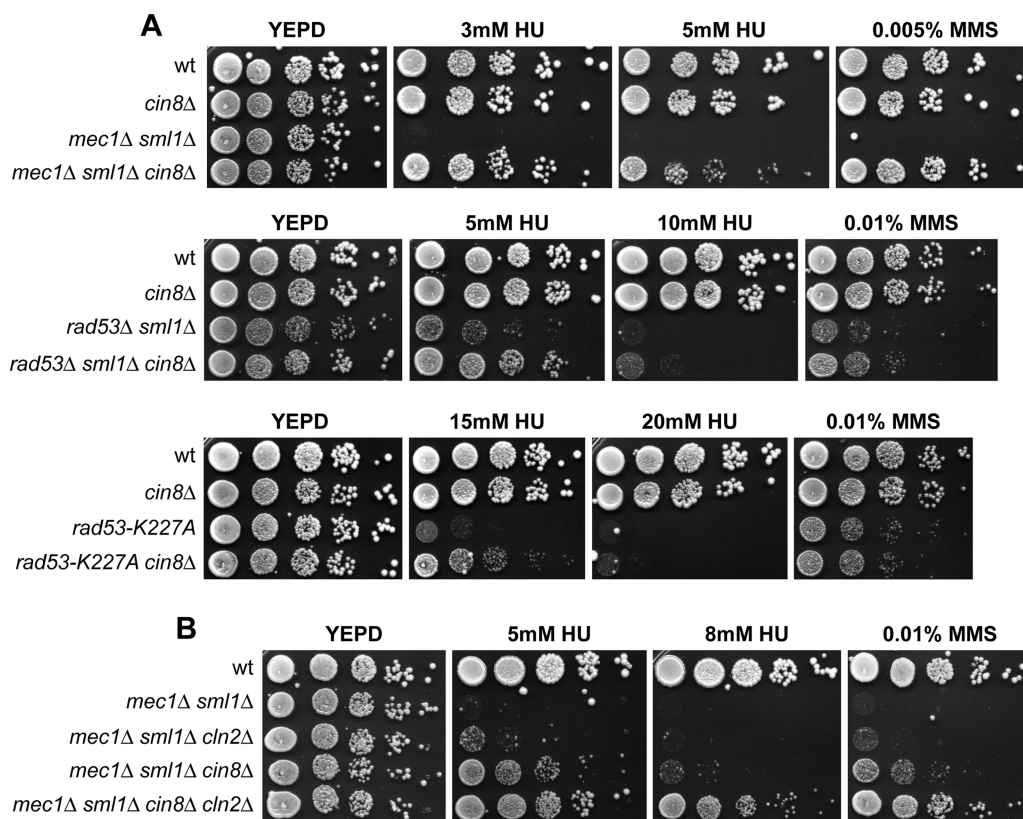 A
YEPD 3mM HU 5mM HU 0.005% MMS
wt
cin8Δ
mec1Δ sml1Δ
mec1Δ sml1Δ cin8Δ
YEPD 5mM HU 10mM HU 0.01% MMS
wt
cin8Δ
rad53Δ sml1Δ
rad53Δ sml1Δ cin8Δ
YEPD 15mM HU 20mM HU 0.01% MMS
wt
cin8Δ
rad53-K227A
rad53-K227A cin8Δ
B
YEPD 5mM HU 8mM HU 0.01% MMS
wt
mec1Δ sml1Δ
mec1Δ sml1Δ cln2Δ
mec1Δ sml1Δ cin8Δ
mec1Δ sml1Δ cin8Δ cln2Δ